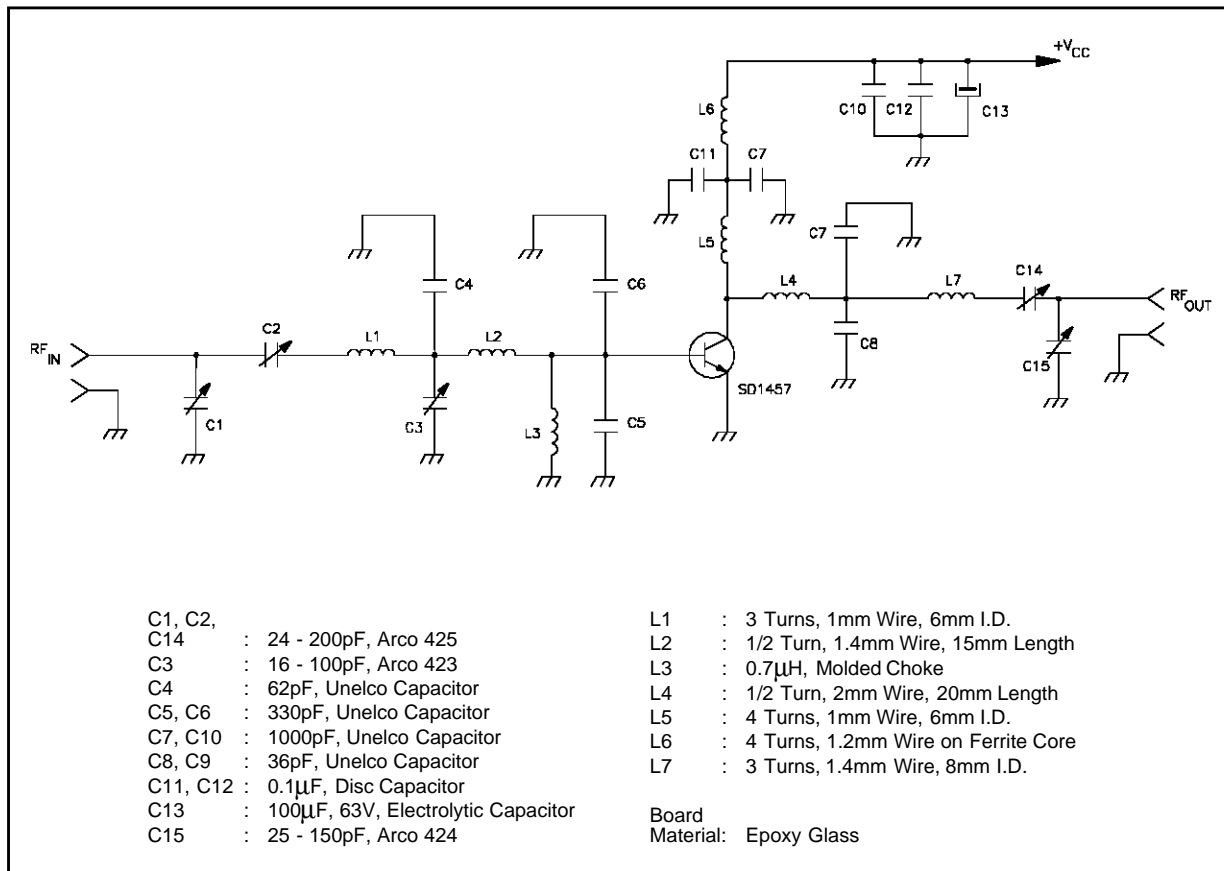 +VCC
L6
C10
C12
C13
C11
C7
L5
C7
C4
C6
L4
L7
C14
RFOUT
C8
C15
RFIN
C2
L1
L2
SD1457
C1
C3
L3
C5
C1, C2,
C14 : 24 - 200pF, Arco 425
C3 : 16 - 100pF, Arco 423
C4 : 62pF, Unelco Capacitor
C5, C6 : 330pF, Unelco Capacitor
C7, C10 : 1000pF, Unelco Capacitor
C8, C9 : 36pF, Unelco Capacitor
C11, C12 : 0.1µF, Disc Capacitor
C13 : 100µF, 63V, Electrolytic Capacitor
C15 : 25 - 150pF, Arco 424
L1 : 3 Turns, 1mm Wire, 6mm I.D.
L2 : 1/2 Turn, 1.4mm Wire, 15mm Length
L3 : 0.7µH, Molded Choke
L4 : 1/2 Turn, 2mm Wire, 20mm Length
L5 : 4 Turns, 1mm Wire, 6mm I.D.
L6 : 4 Turns, 1.2mm Wire on Ferrite Core
L7 : 3 Turns, 1.4mm Wire, 8mm I.D.
Board
Material: Epoxy Glass